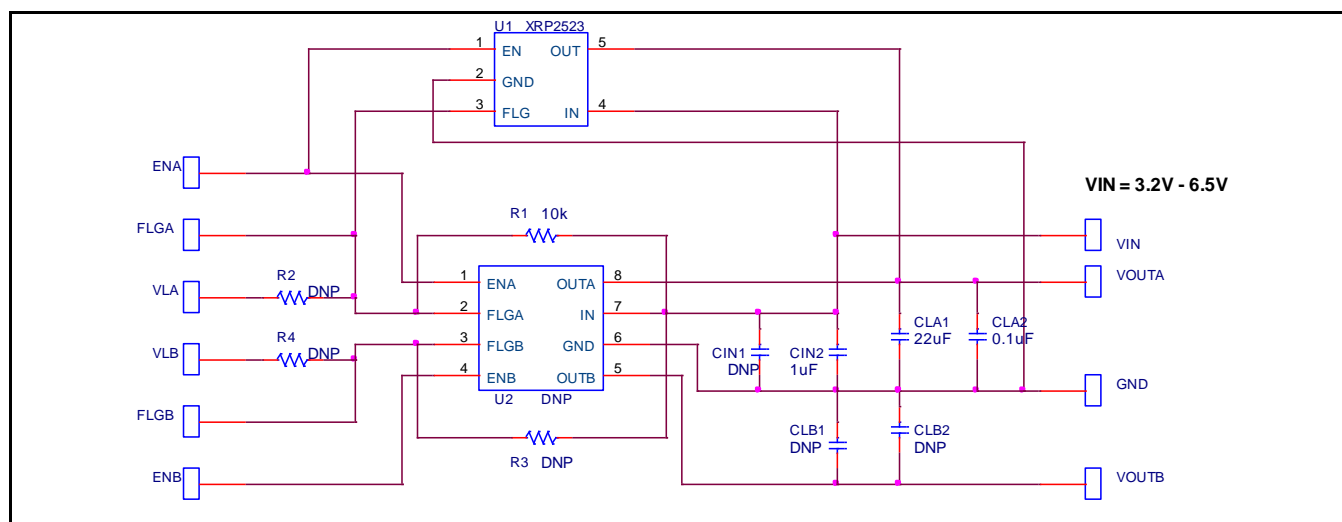 U1 XRP2523
1 EN OUT 5
2 GND
3 FLG IN 4
ENA
VIN = 3.2V - 6.5V
FLGA
R1 10k
VIN
R2
VLA DNP
1 ENA OUTA 8
VOUTA
2 FLGA IN 7
R4
VLB DNP
3 FLGB GND 6
CIN1
DNP
CIN2
1uF
CLA1
22uF
CLA2
0.1uF
4 ENB OUTB 5
GND
U2 DNP
FLGB
CLB1
DNP
CLB2
DNP
R3 DNP
ENB
VOUTB